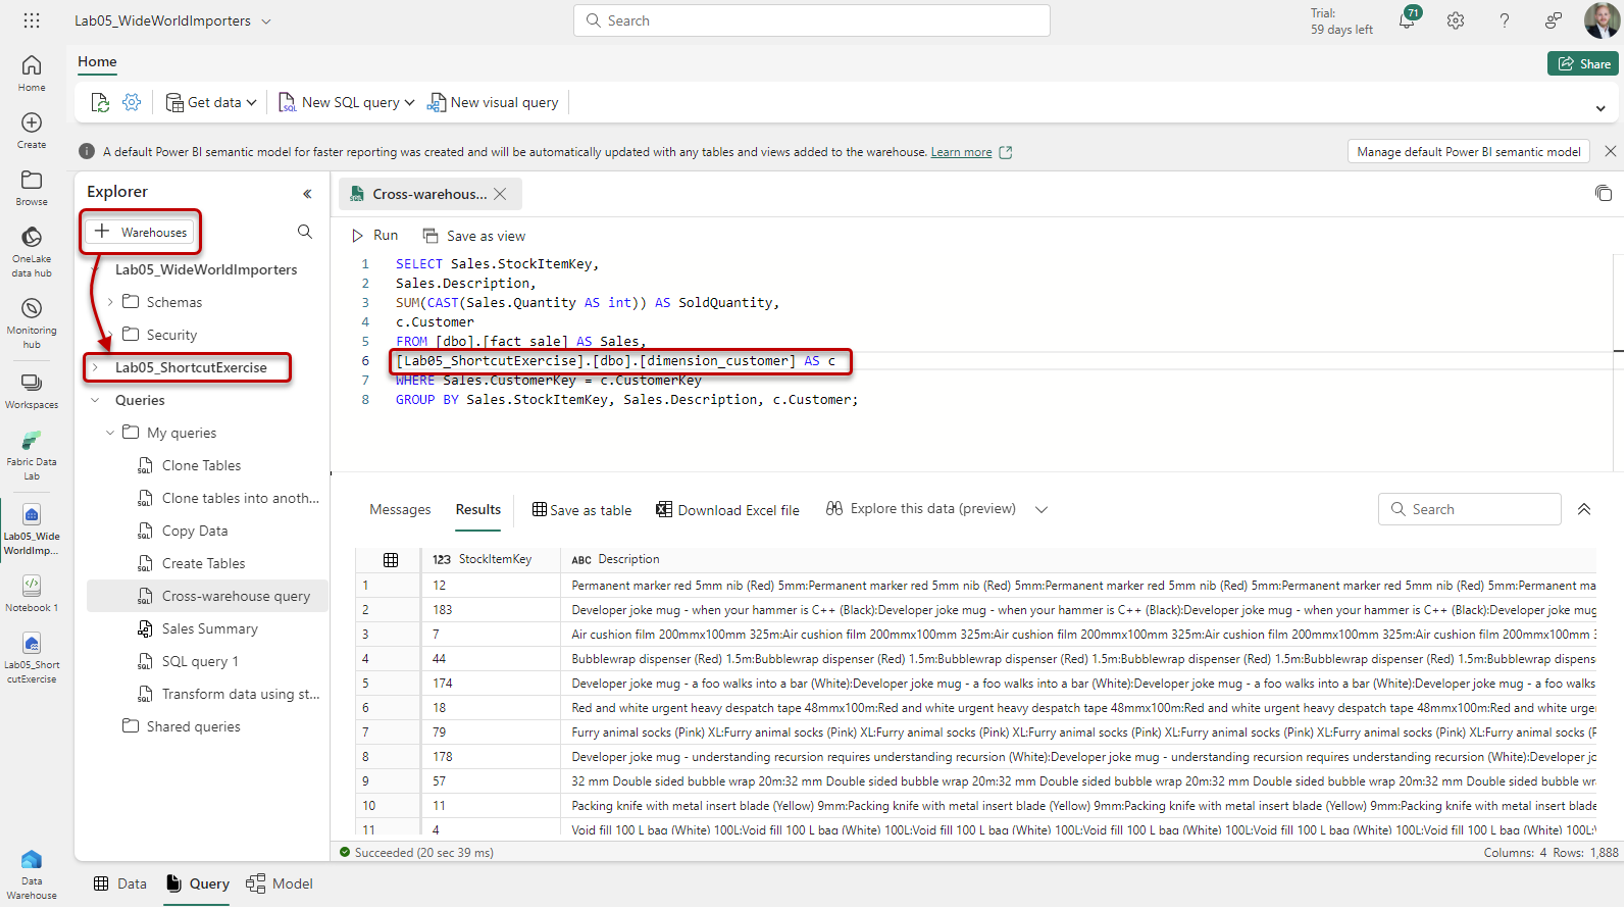 Lab05_WideWorldImporters
Search
Trial:
59 days left
71
Home
Share
Get data
New SQL query
New visual query
A default Power BI semantic model for faster reporting was created and will be automatically updated with any tables and views added to the warehouse. Learn more
Manage default Power BI semantic model
Home
Create
Browse
OneLake
data hub
Monitoring
hub
Workspaces
Fabric Data
Lab
Lab05_Wide
WorldImp...
Notebook 1
Lab05_Short
cutExercise
Data
Warehouse
Explorer
Warehouses
Lab05_WideWorldImporters
Schemas
Security
Lab05_ShortcutExercise
Queries
My queries
Clone Tables
Clone tables into anoth...
Copy Data
Create Tables
Cross-warehouse query
Sales Summary
SQL query 1
Transform data using st...
Shared queries
Cross-warehous...
Run
Save as view
1 SELECT Sales.StockItemKey,
2 Sales.Description,
3 SUM(CAST(Sales.Quantity AS int)) AS SoldQuantity,
4 c.Customer
5 FROM [dbo].[fact_sale] AS Sales,
6 [Lab05_ShortcutExercise].[dbo].[dimension_customer] AS c
7 WHERE Sales.CustomerKey = c.CustomerKey
8 GROUP BY Sales.StockItemKey, Sales.Description, c.Customer;
Messages
Results
Save as table
Download Excel file
Explore this data (preview)
Search
123 StockItemKey ABC Description
1 12 Permanent marker red 5mm nib (Red) 5mm:Permanent marker red 5mm nib (Red) 5mm:Permanent marker red 5mm nib (Red) 5mm:Permanent marker red 5mm nib (Red) 5mm:Permanent ma
2 183 Developer joke mug - when your hammer is C++ (Black):Developer joke mug - when your hammer is C++ (Black):Developer joke mug - when your hammer is C++ (Black):Developer joke mug
3 7 Air cushion film 200mmx100mm 325m:Air cushion film 200mmx100mm 325m:Air cushion film 200mmx100mm 325m:Air cushion film 200mmx100mm 325m:Air cushion film 200mmx100mm 3
4 44 Bubblewrap dispenser (Red) 1.5m:Bubblewrap dispenser (Red) 1.5m:Bubblewrap dispenser (Red) 1.5m:Bubblewrap dispenser (Red) 1.5m:Bubblewrap dispenser (Red) 1.5m:Bubblewrap dispens
5 174 Developer joke mug - a foo walks into a bar (White):Developer joke mug - a foo walks into a bar (White):Developer joke mug - a foo walks into a bar (White):Developer joke mug - a foo walks
6 18 Red and white urgent heavy despatch tape 48mmx100m:Red and white urgent heavy despatch tape 48mmx100m:Red and white urgent heavy despatch tape 48mmx100m:Red and white urger
7 79 Furry animal socks (Pink) XL:Furry animal socks (Pink) XL:Furry animal socks (Pink) XL:Furry animal socks (Pink) XL:Furry animal socks (Pink) XL:Furry animal socks (Pink) XL:Furry animal socks (P
8 178 Developer joke mug - understanding recursion requires understanding recursion (White):Developer joke mug - understanding recursion requires understanding recursion (White):Developer jo
9 57 32 mm Double sided bubble wrap 20m:32 mm Double sided bubble wrap 20m:32 mm Double sided bubble wrap 20m:32 mm Double sided bubble wrap 20m:32 mm Double sided bubble wr
10 11 Packing knife with metal insert blade (Yellow) 9mm:Packing knife with metal insert blade (Yellow) 9mm:Packing knife with metal insert blade (Yellow) 9mm:Packing knife with metal insert blade
11 4 Void fill 100 L bag (White) 100L:Void fill 100 L bag (White) 100L:Void fill 100 L bag (White) 100L:Void fill 100 L bag (White) 100L:Void fill 100 L bag (White) 100L:Void fill 100 L bag (White) 100L:
Succeeded (20 sec 39 ms)
Columns: 4 Rows: 1,888
Data
Query
Model